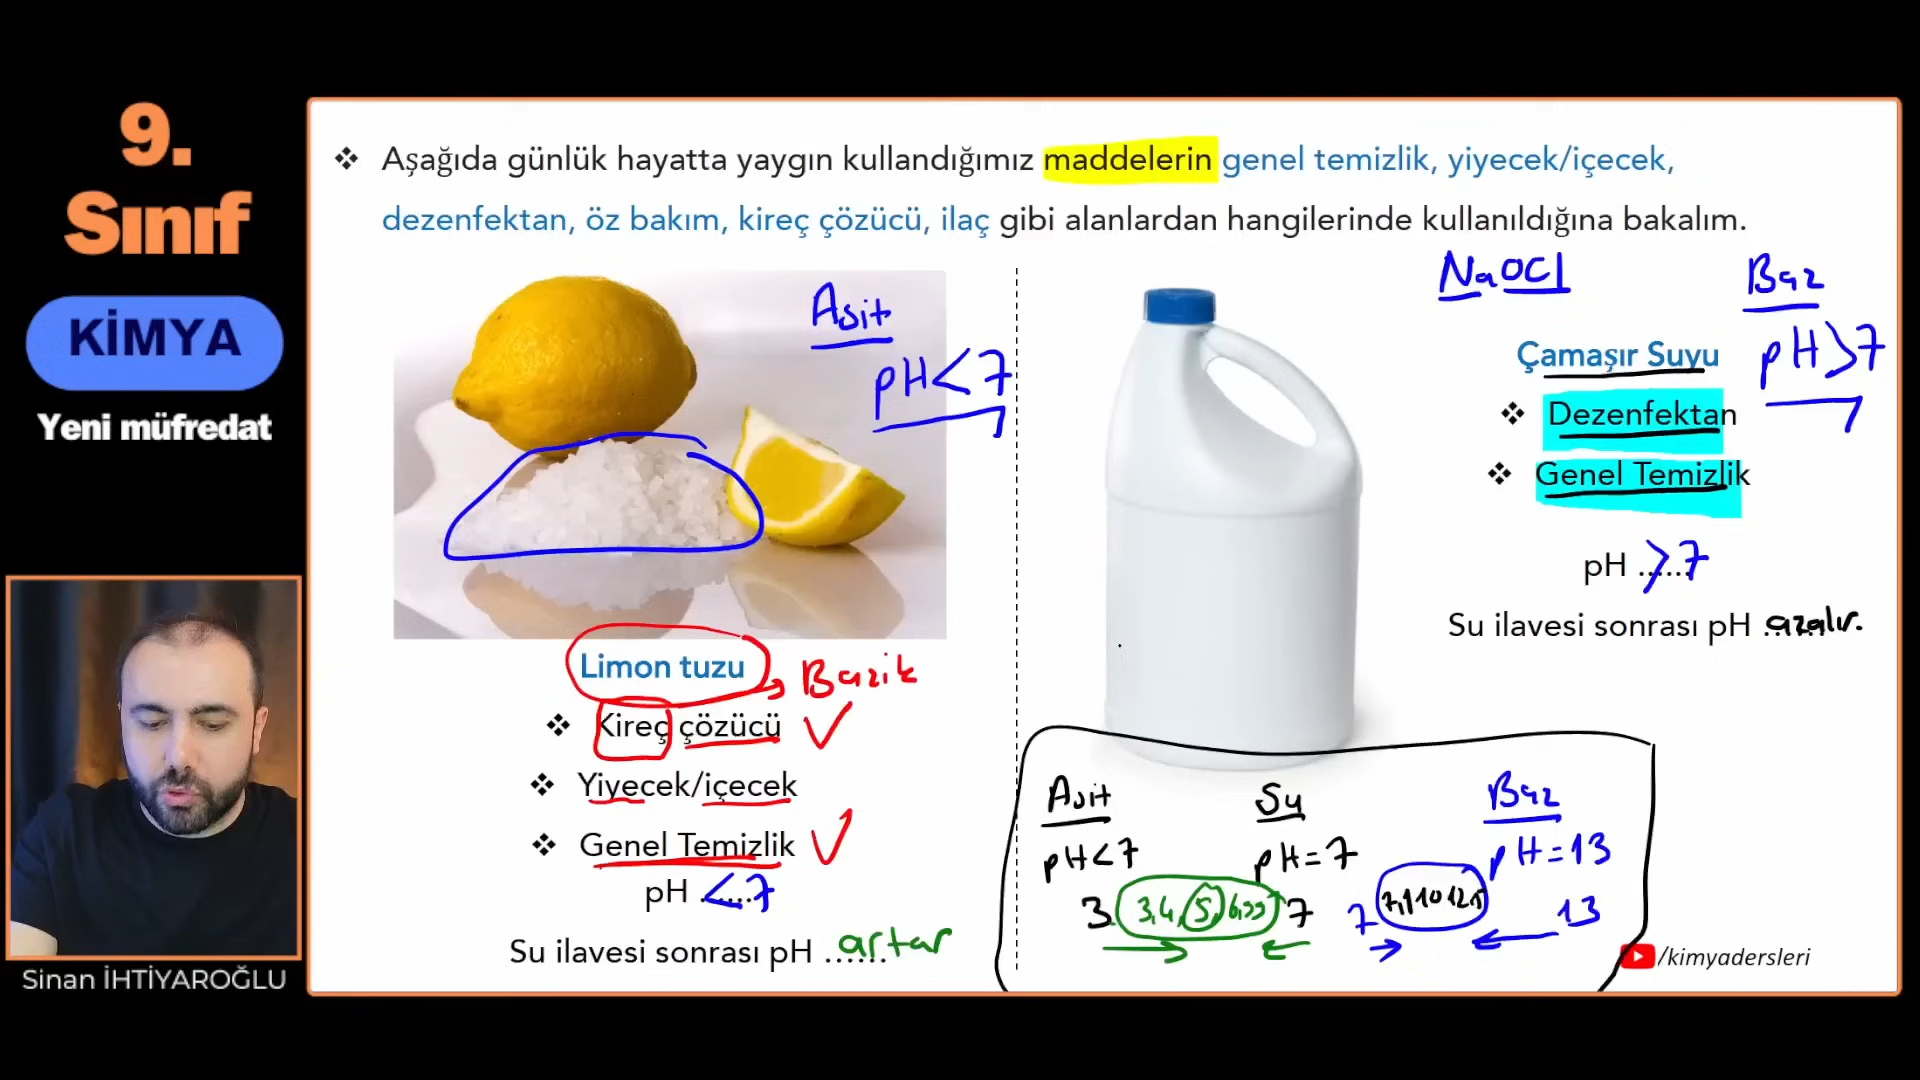 9.
Sınıf
KİMYA
Yeni müfredat
Sinan İHTİYAROĞLU
❖ Aşağıda günlük hayatta yaygın kullandığımız maddelerin genel temizlik, yiyecek/içecek,
dezenfektan, öz bakım, kireç çözücü, ilaç gibi alanlardan hangilerinde kullanıldığına bakalım.
Asit
pH<7
Limon tuzu
Bazik
❖ Kireç çözücü
❖ Yiyecek/içecek
❖ Genel Temizlik
pH <7
Su ilavesi sonrası pH ...... artar
NaOCl
Baz
pH>7
Çamaşır Suyu
❖ Dezenfektan
❖ Genel Temizlik
pH >7
Su ilavesi sonrası pH azalır.
Asit Su Baz
pH<7 pH=7 pH=13
3 3,4, 5, 7 7 13
/kimyadersleri